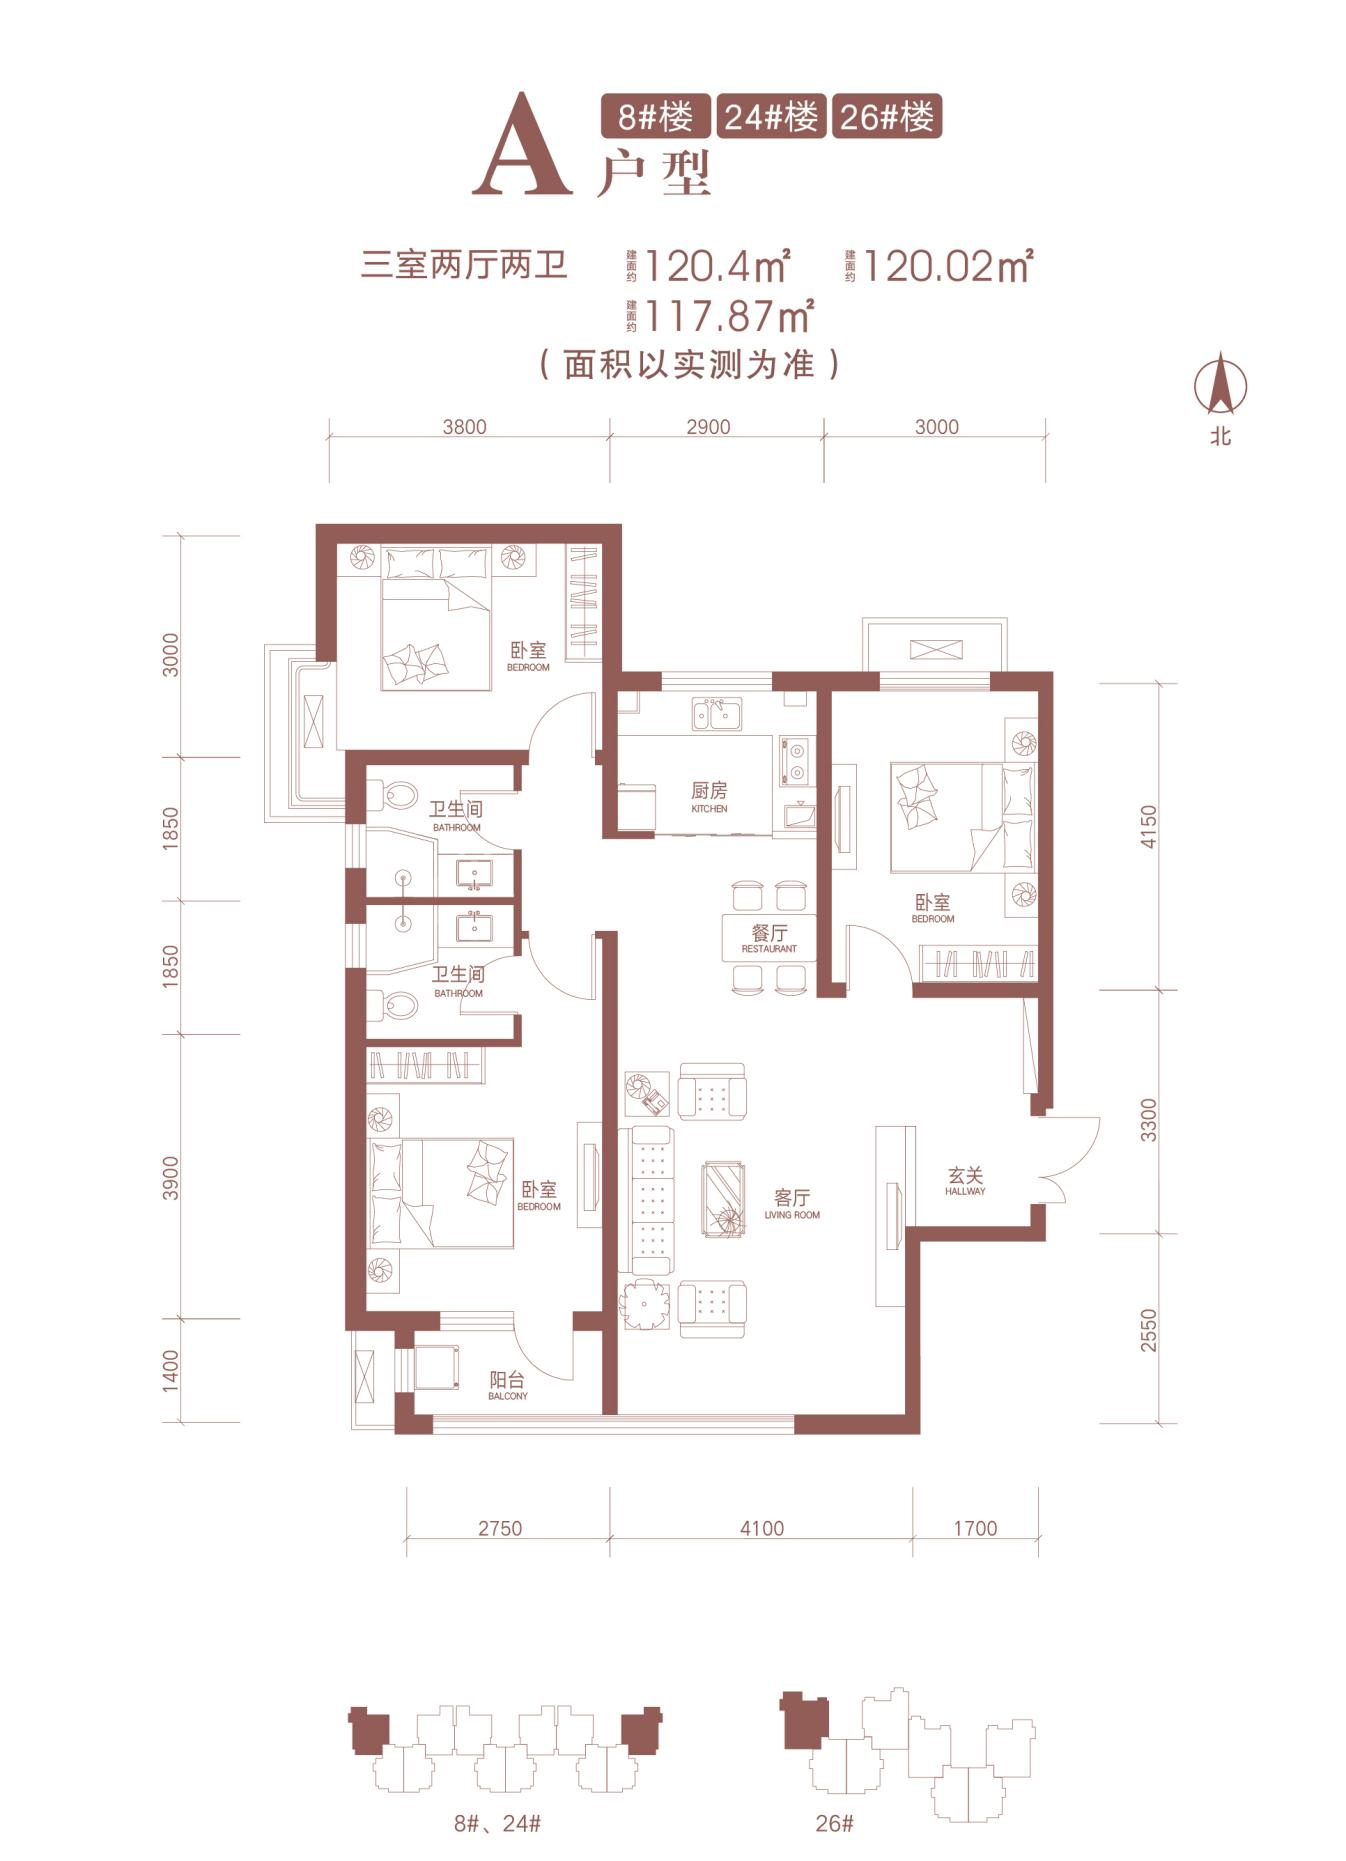 A 户型
8#楼 24#楼 26#楼
三室两厅两卫 建面约120.4㎡ 建面约120.02㎡
建面约117.87㎡
（面积以实测为准）
北
3800 2900 3000
3000
1850
1850
3900
1400
4150
3300
2550
卧室
BEDROOM
卫生间
BATHROOM
厨房
KITCHEN
卧室
BEDROOM
餐厅
RESTAURANT
卫生间
BATHROOM
卧室
BEDROOM
客厅
LIVING ROOM
玄关
HALLWAY
阳台
BALCONY
2750 4100 1700
8#、24#
26#